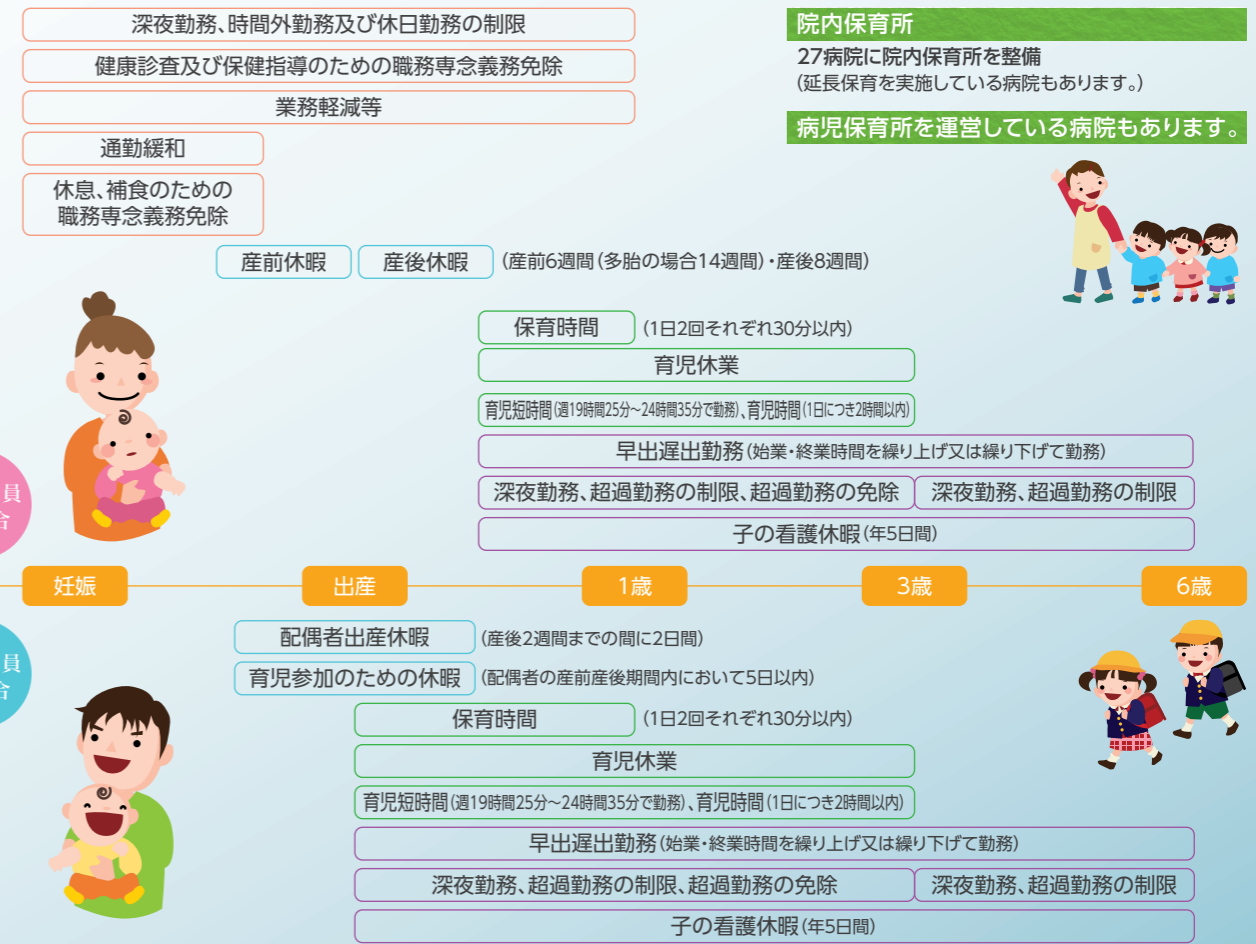 深夜勤務、時間外勤務及び休日勤務の制限
健康診査及び保健指導のための職務専念義務免除
業務軽減等
通勤緩和
休息、補食のための
職務専念義務免除
院内保育所
27病院に院内保育所を整備
(延長保育を実施している病院もあります。)
病児保育所を運営している病院もあります。
産前休暇 産後休暇 (産前6週間(多胎の場合14週間)・産後8週間)
保育時間 (1日2回それぞれ30分以内)
育児休業
育児短時間(週19時間25分～24時間35分で勤務)、育児時間(1日につき2時間以内)
早出遅出勤務(始業・終業時間を繰り上げ又は繰り下げて勤務)
深夜勤務、超過勤務の制限、超過勤務の免除 深夜勤務、超過勤務の制限
子の看護休暇(年5日間)
員
合
妊娠 出産 1歳 3歳 6歳
員
合
配偶者出産休暇 (産後2週間までの間に2日間)
育児参加のための休暇 (配偶者の産前産後期間内において5日以内)
保育時間 (1日2回それぞれ30分以内)
育児休業
育児短時間(週19時間25分～24時間35分で勤務)、育児時間(1日につき2時間以内)
早出遅出勤務(始業・終業時間を繰り上げ又は繰り下げて勤務)
深夜勤務、超過勤務の制限、超過勤務の免除 深夜勤務、超過勤務の制限
子の看護休暇(年5日間)